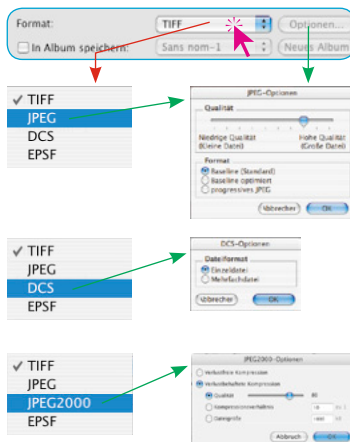 Format: TIFF Optionen...
In Album speichern: Sans nom-1 Neues Album
✓ TIFF
JPEG
DCS
EPSF
JPEG-Optionen
Qualität
Niedrige Qualität Hohe Qualität
(Kleine Datei) (Große Datei)
Format
Baseline (Standard)
Baseline optimiert
progressives JPEG
Abbrechen OK
✓ TIFF
JPEG
DCS
EPSF
DCS-Optionen
Dateiformat
Einzeldatei
Mehrfachdatei
Abbrechen OK
✓ TIFF
JPEG
JPEG2000
EPSF
JPEG2000-Optionen
Verlustfreie Kompression
Verlustbehaftete Kompression
Qualität 80
Kompressionsverhältnis
Dateigröße
Abbruch OK